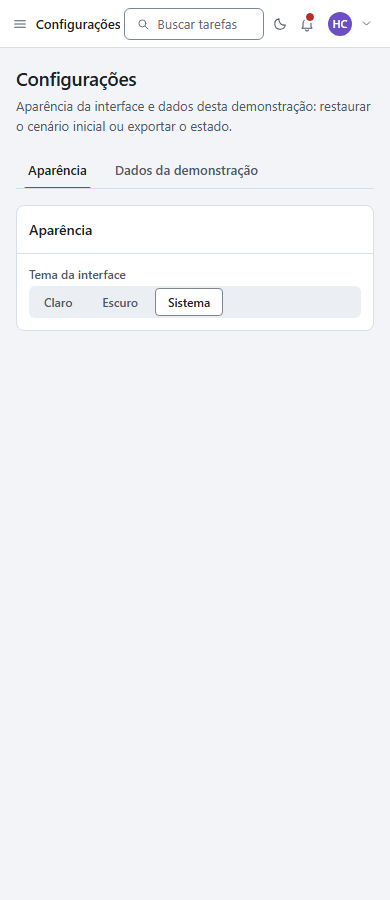 Configurações
Buscar tarefas
HC
Configurações
Aparência da interface e dados desta demonstração: restaurar
o cenário inicial ou exportar o estado.
Aparência
Dados da demonstração
Aparência
Tema da interface
Claro
Escuro
Sistema